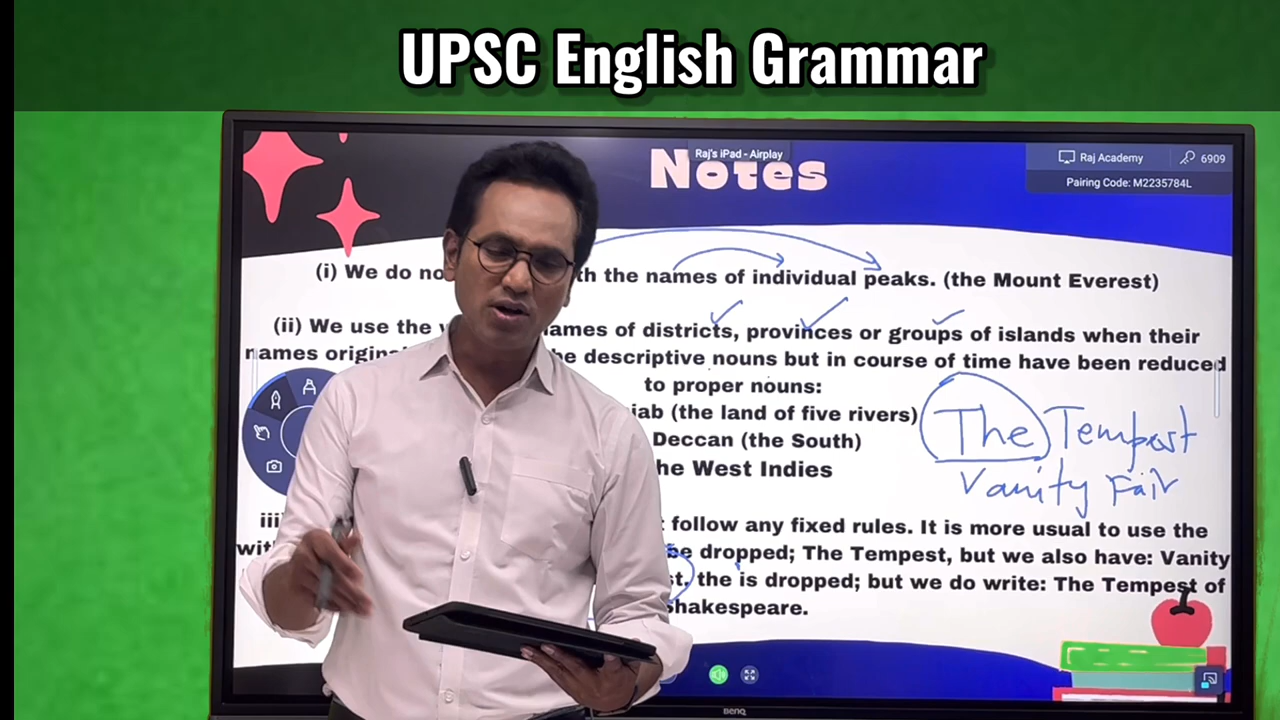 UPSC English Grammar
Raj's iPad - Airplay
Notes
Raj Academy 6909
Pairing Code: M2235784L
(i) We do th the names of individual peaks. (the Mount Everest)
(ii) We use the names of districts, provinces or groups of islands when their
names descriptive nouns but in course of time have been reduced
to proper nouns:
(the land of five rivers)
Deccan (the South)
he West Indies
The Tempest
Vanity Fair
follow any fixed rules. It is more usual to use the
be dropped; The Tempest, but we also have: Vanity
st, the is dropped; but we do write: The Tempest of
Shakespeare.
BenQ